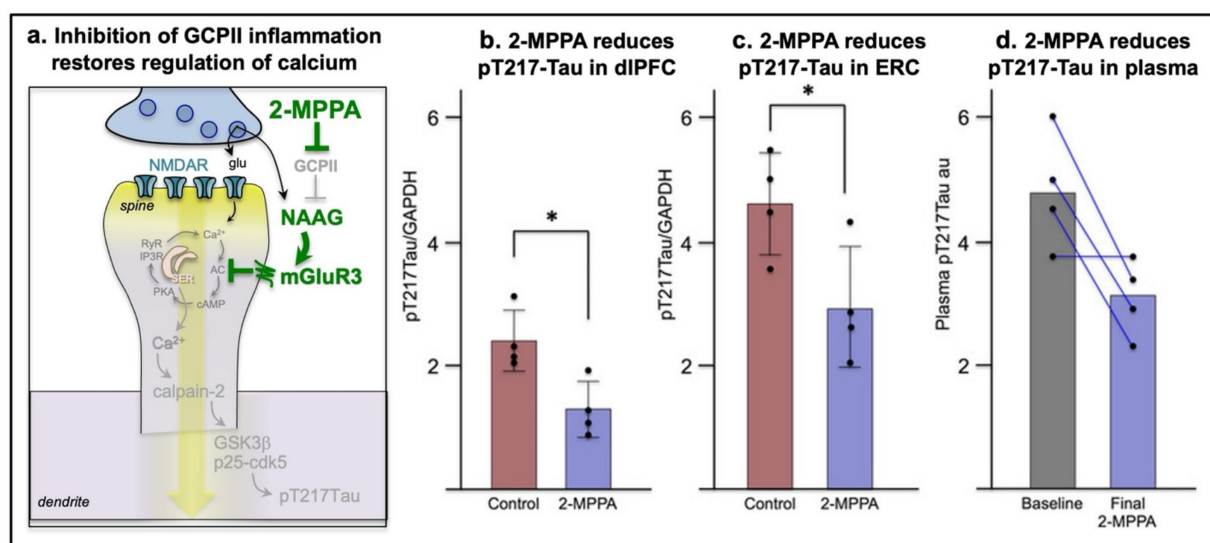 a. Inhibition of GCPII inflammation
restores regulation of calcium
2-MPPA
GCPII
glu
NMDAR
spine
NAAG
Ca2+
RyR
IP3R
SER
AC
mGluR3
PKA
cAMP
Ca2+
calpain-2
GSK3β
p25-cdk5
pT217Tau
dendrite
b. 2-MPPA reduces
pT217-Tau in dlPFC
pT217Tau/GAPDH
6
4
2
*
Control 2-MPPA
c. 2-MPPA reduces
pT217-Tau in ERC
pT217Tau/GAPDH
6
4
2
*
Control 2-MPPA
d. 2-MPPA reduces
pT217-Tau in plasma
Plasma pT217Tau au
6
4
2
Baseline Final
2-MPPA